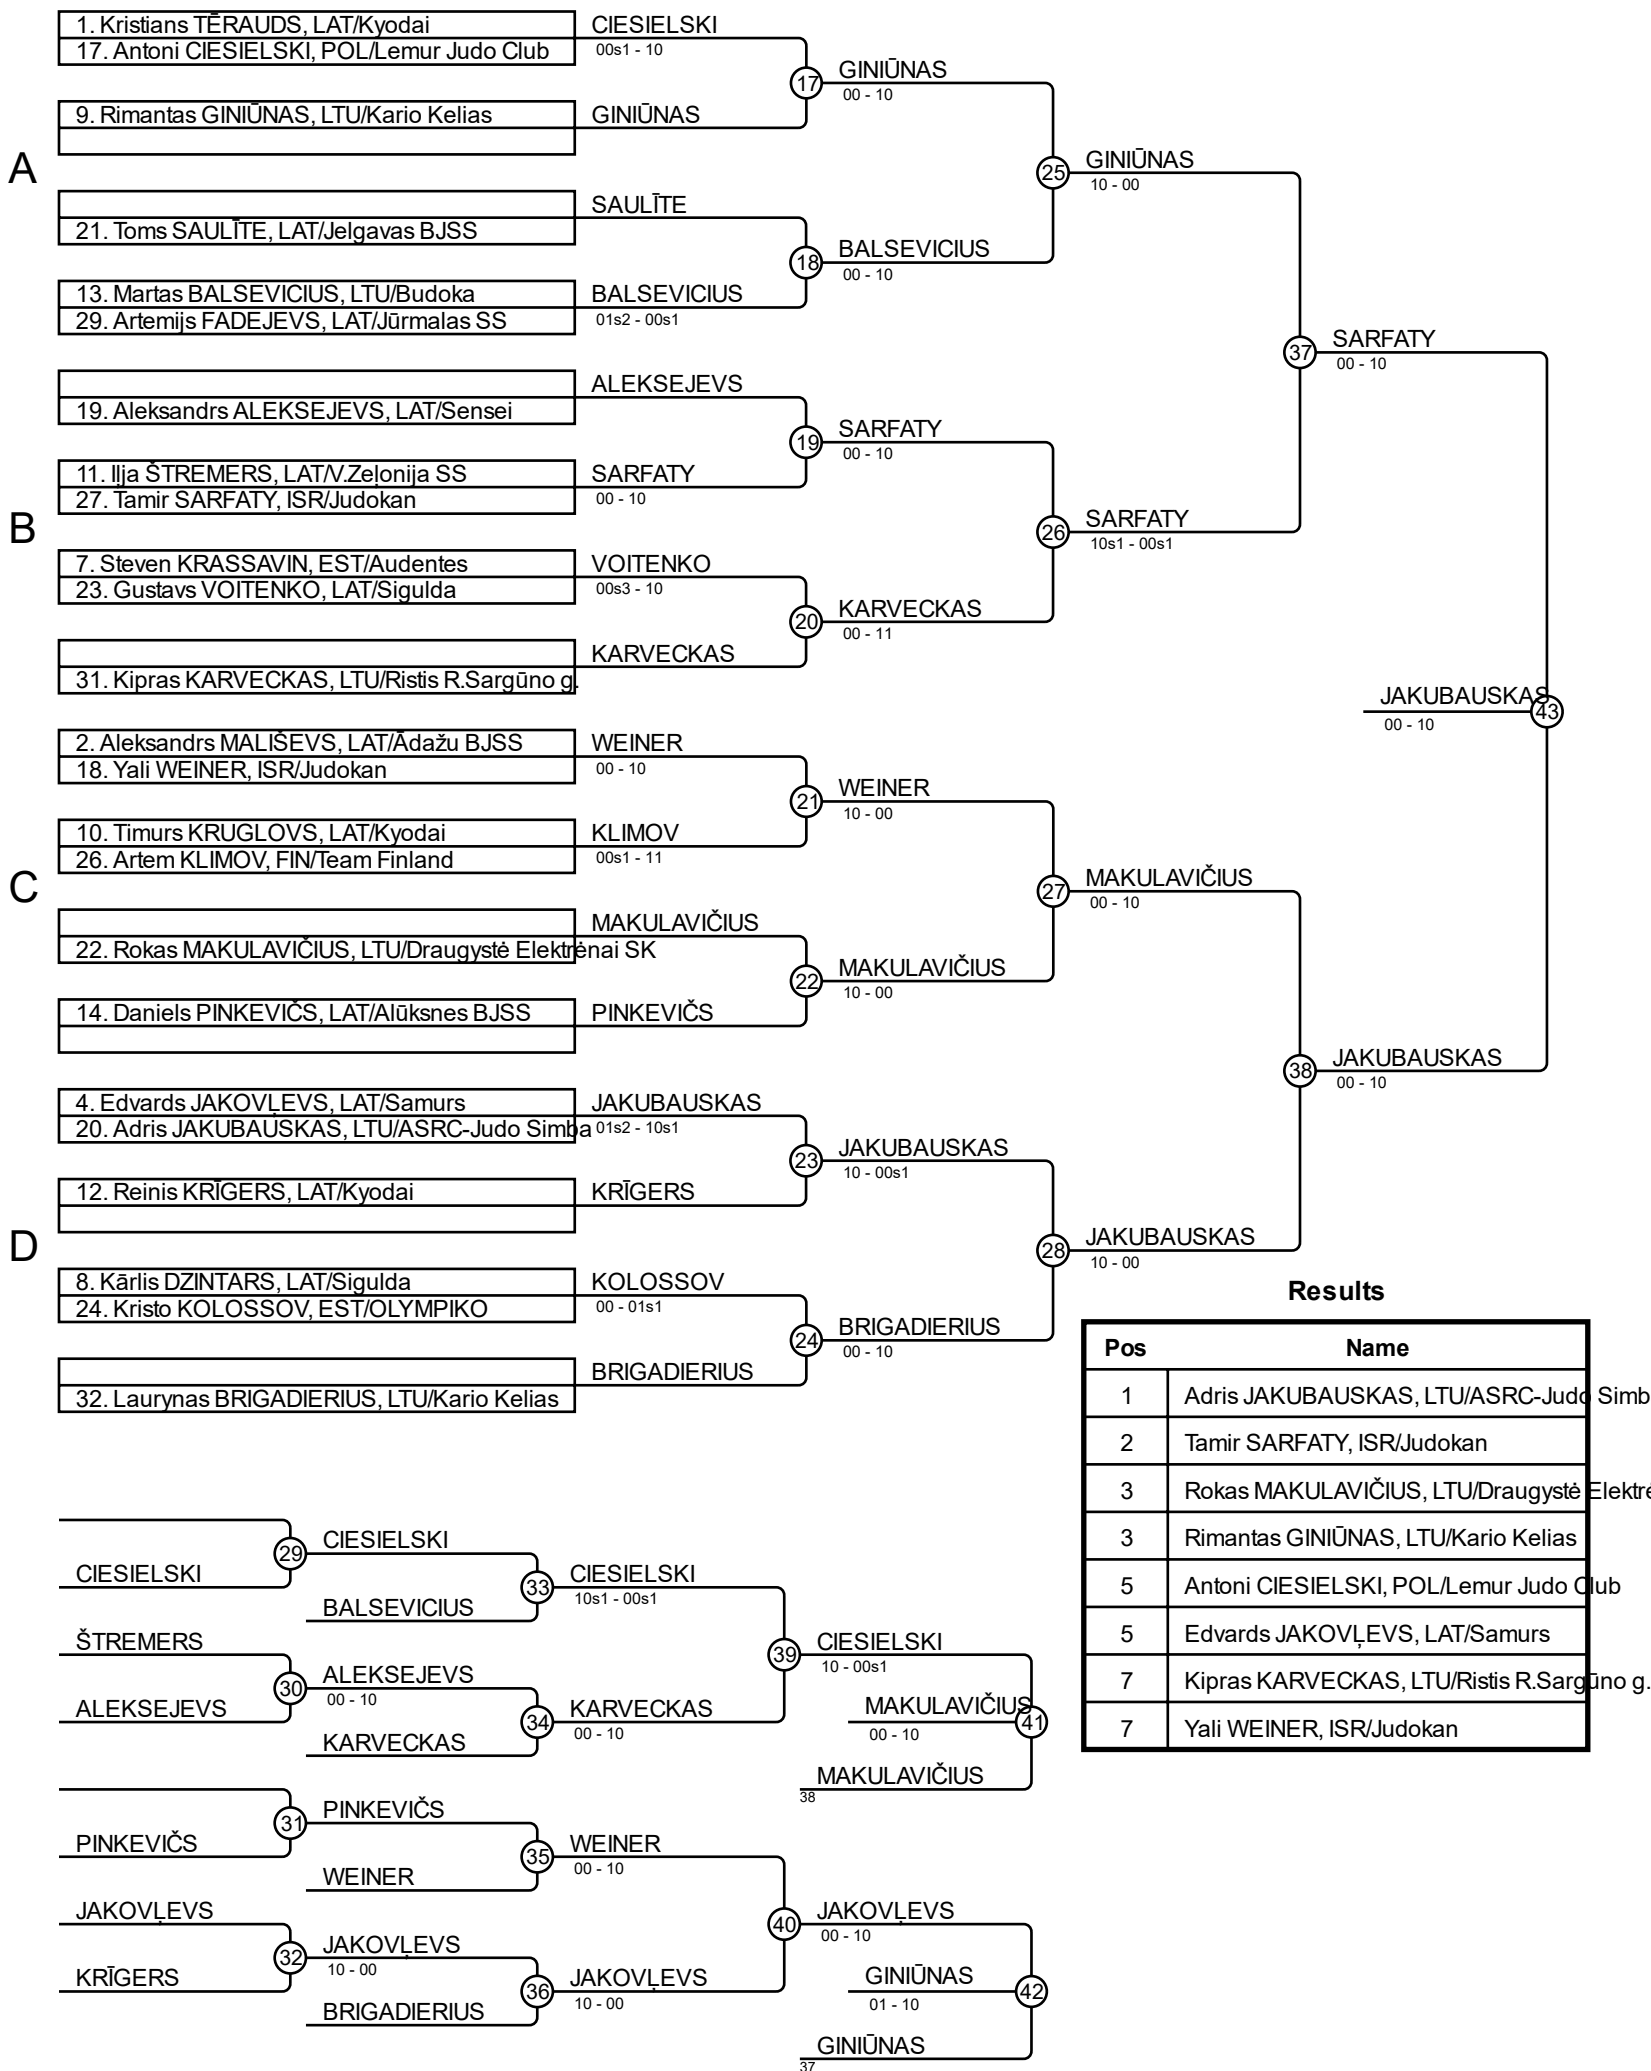 1. Kristians TĒRAUDS, LAT/Kyodai
17. Antoni CIESIELSKI, POL/Lemur Judo Club
CIESIELSKI
00s1 - 10
9. Rimantas GINIŪNAS, LTU/Kario Kelias
GINIŪNAS
17
GINIŪNAS
00 - 10
A
21. Toms SAULĪTE, LAT/Jelgavas BJSS
SAULĪTE
13. Martas BALSEVICIUS, LTU/Budoka
29. Artemijs FADEJEVS, LAT/Jūrmalas SS
BALSEVICIUS
01s2 - 00s1
18
BALSEVICIUS
00 - 10
25
GINIŪNAS
10 - 00
19. Aleksandrs ALEKSEJEVS, LAT/Sensei
ALEKSEJEVS
11. Iļja ŠTREMERS, LAT/V.Zeļonija SS
27. Tamir SARFATY, ISR/Judokan
SARFATY
00 - 10
19
SARFATY
00 - 10
B
7. Steven KRASSAVIN, EST/Audentes
23. Gustavs VOITENKO, LAT/Sigulda
VOITENKO
00s3 - 10
31. Kipras KARVECKAS, LTU/Ristis R.Sargūno g.
KARVECKAS
20
KARVECKAS
00 - 11
26
SARFATY
10s1 - 00s1
37
SARFATY
00 - 10
JAKUBAUSKAS
00 - 10
43
2. Aleksandrs MALIŠEVS, LAT/Ādažu BJSS
18. Yali WEINER, ISR/Judokan
WEINER
00 - 10
10. Timurs KRUGLOVS, LAT/Kyodai
26. Artem KLIMOV, FIN/Team Finland
KLIMOV
00s1 - 11
21
WEINER
10 - 00
C
22. Rokas MAKULAVIČIUS, LTU/Draugystė Elektrėnai SK
MAKULAVIČIUS
14. Daniels PINKEVIČS, LAT/Alūksnes BJSS
PINKEVIČS
22
MAKULAVIČIUS
10 - 00
27
MAKULAVIČIUS
00 - 10
4. Edvards JAKOVĻEVS, LAT/Samurs
20. Adris JAKUBAUSKAS, LTU/ASRC-Judo Simba
JAKUBAUSKAS
01s2 - 10s1
12. Reinis KRĪGERS, LAT/Kyodai
KRĪGERS
23
JAKUBAUSKAS
10 - 00s1
D
8. Kārlis DZINTARS, LAT/Sigulda
24. Kristo KOLOSSOV, EST/OLYMPIKO
KOLOSSOV
00 - 01s1
32. Laurynas BRIGADIERIUS, LTU/Kario Kelias
BRIGADIERIUS
24
BRIGADIERIUS
00 - 10
28
JAKUBAUSKAS
10 - 00
38
JAKUBAUSKAS
00 - 10
Results
Pos Name
1 Adris JAKUBAUSKAS, LTU/ASRC-Judo Simb
2 Tamir SARFATY, ISR/Judokan
3 Rokas MAKULAVIČIUS, LTU/Draugystė Elektrė
3 Rimantas GINIŪNAS, LTU/Kario Kelias
5 Antoni CIESIELSKI, POL/Lemur Judo Club
5 Edvards JAKOVĻEVS, LAT/Samurs
7 Kipras KARVECKAS, LTU/Ristis R.Sargūno g.
7 Yali WEINER, ISR/Judokan
CIESIELSKI
29
CIESIELSKI
BALSEVICIUS
33
CIESIELSKI
10s1 - 00s1
ŠTREMERS
ALEKSEJEVS
30
ALEKSEJEVS
00 - 10
KARVECKAS
34
KARVECKAS
00 - 10
39
CIESIELSKI
10 - 00s1
MAKULAVIČIUS
00 - 10
41
MAKULAVIČIUS
38
PINKEVIČS
31
PINKEVIČS
WEINER
35
WEINER
00 - 10
JAKOVĻEVS
KRĪGERS
32
JAKOVĻEVS
10 - 00
BRIGADIERIUS
36
JAKOVĻEVS
10 - 00
40
JAKOVĻEVS
00 - 10
GINIŪNAS
01 - 10
42
GINIŪNAS
37